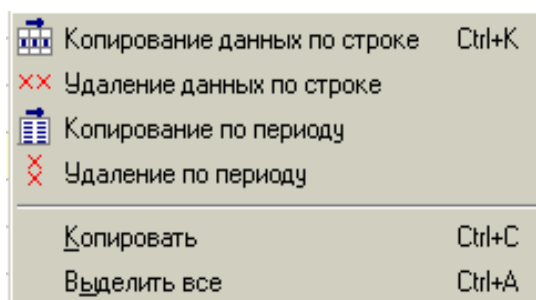 Копирование данных по строке Ctrl+K
Удаление данных по строке
Копирование по периоду
Удаление по периоду
Копировать Ctrl+C
Выделить все Ctrl+A